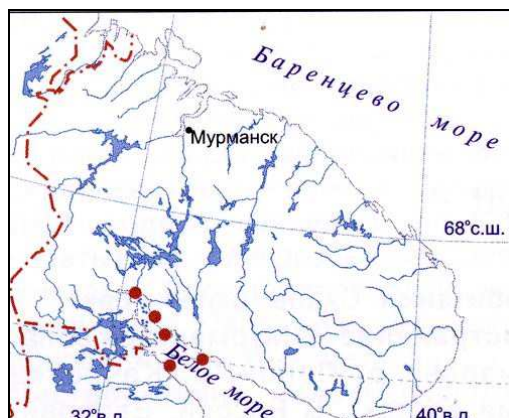 Баренцево море
Мурманск
68°с.ш.
Белое море
32°в.д.
40°в.д.